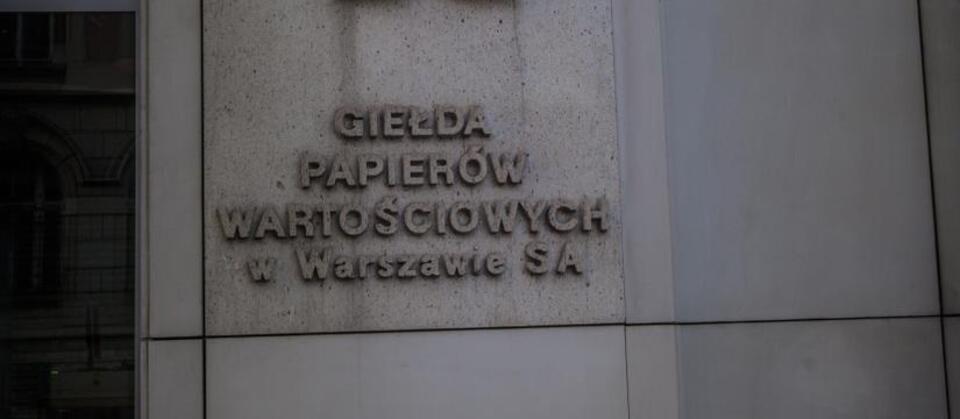 GIEŁDA
PAPIERÓW
WARTOŚCIOWYCH
w Warszawie SA